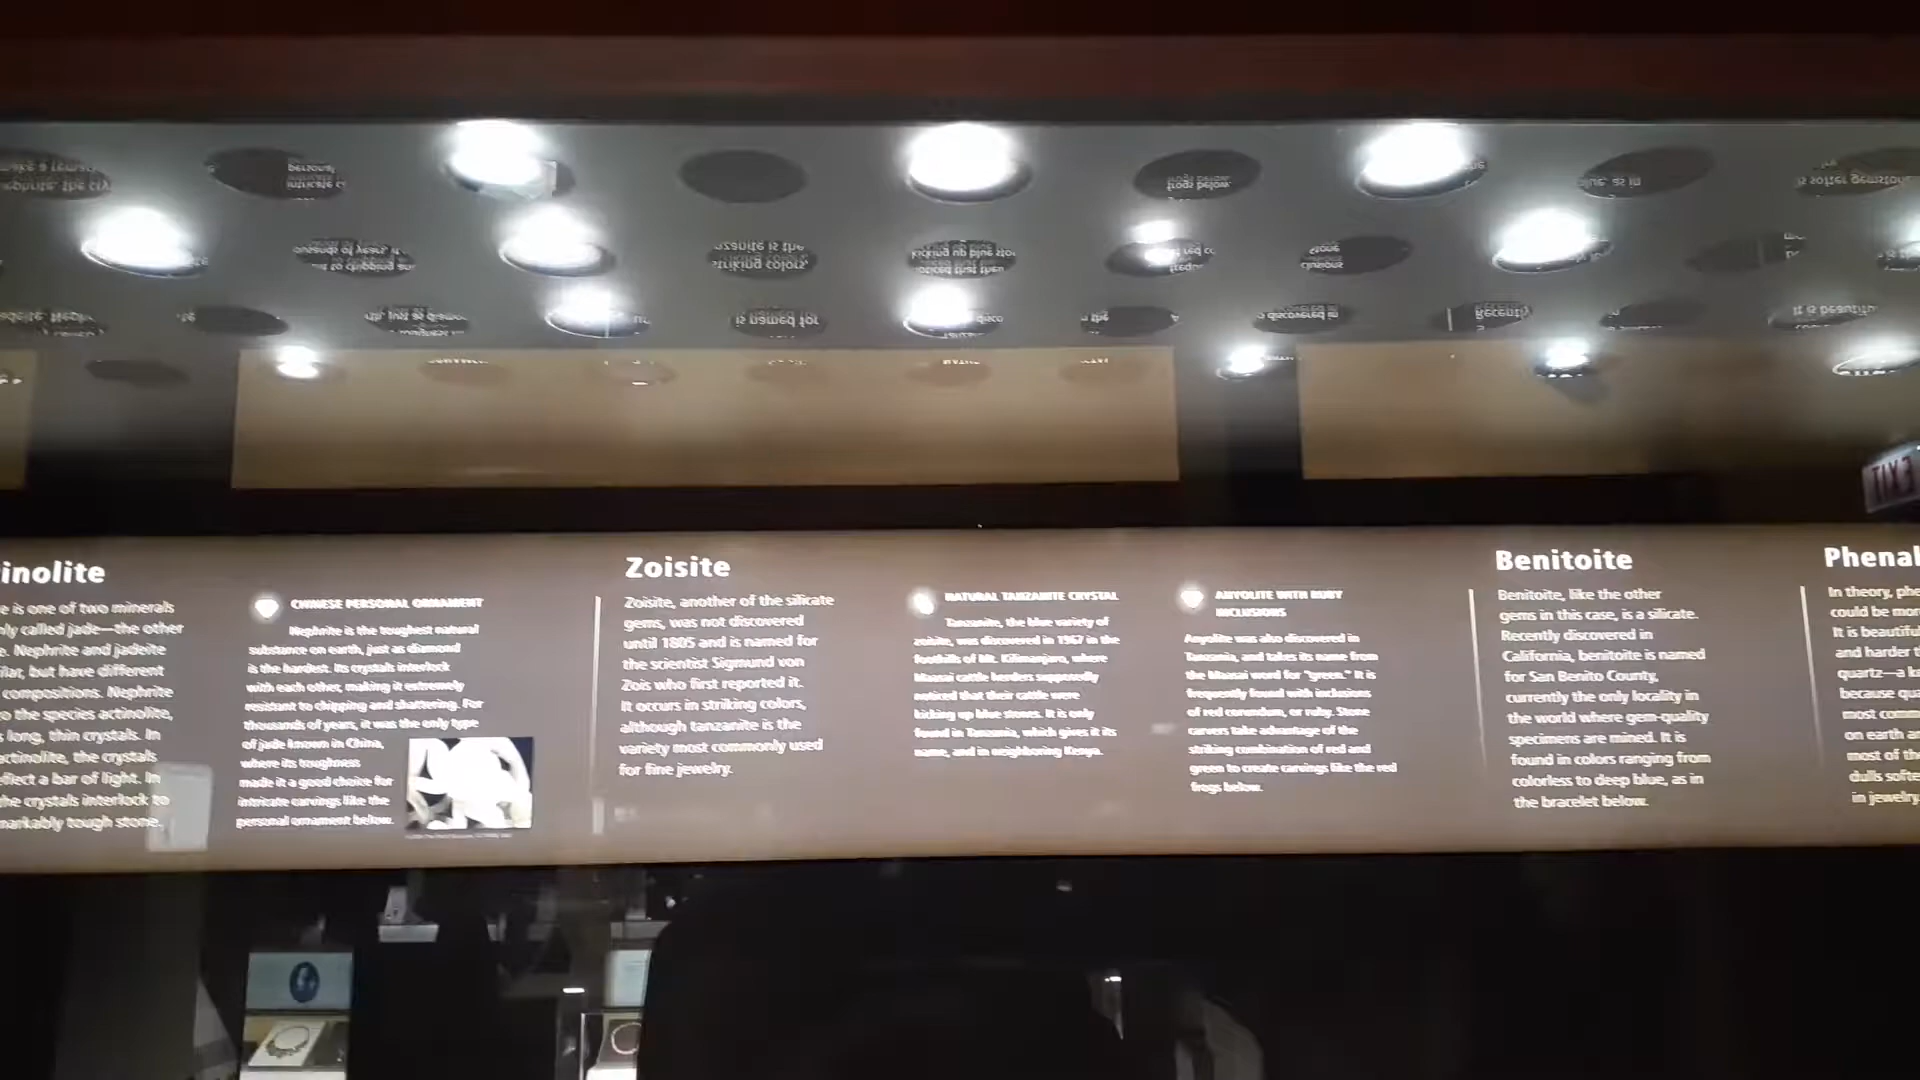 inolite
e is one of two minerals
ly called jade—the other
e. Nephrite and jadeite
ilar, but have different
compositions. Nephrite
o the species actinolite,
s long, thin crystals. In
actinolite, the crystals
eflect a bar of light. In
he crystals interlock to
markably tough stone.
CHINESE PERSONAL ORNAMENT
Nephrite is the toughest natural
substance on earth, just as diamond
is the hardest. Its crystals interlock
with each other, making it extremely
resistant to chipping and shattering. For
thousands of years, it was the only type
of jade known in China,
where its toughness
made it a good choice for
intricate carvings like the
personal ornament below.
Zoisite
Zoisite, another of the silicate
gems, was not discovered
until 1805 and is named for
the scientist Sigmund von
Zois who first reported it.
It occurs in striking colors,
although tanzanite is the
variety most commonly used
for fine jewelry.
NATURAL TANZANITE CRYSTAL
Tanzanite, the blue variety of
zoisite, was discovered in 1967 in the
foothills of Mt. Kilimanjaro, where
Maasai cattle herders supposedly
noticed that their cattle were
kicking up blue stones. It is only
found in Tanzania, which gives it its
name, and in neighboring Kenya.
ANYOLITE WITH RUBY
INCLUSIONS
Anyolite was also discovered in
Tanzania, and takes its name from
the Maasai word for "green." It is
frequently found with inclusions
of red corundum, or ruby. Stone
carvers take advantage of the
striking combination of red and
green to create carvings like the red
frogs below.
Benitoite
Benitoite, like the other
gems in this case, is a silicate.
Recently discovered in
California, benitoite is named
for San Benito County,
currently the only locality in
the world where gem-quality
specimens are mined. It is
found in colors ranging from
colorless to deep blue, as in
the bracelet below.
Phenak
In theory, phe
could be mor
It is beautiful
and harder t
quartz—a k
because qua
most common
on earth an
most of the
dulls softe
in jewelry.
EXIT